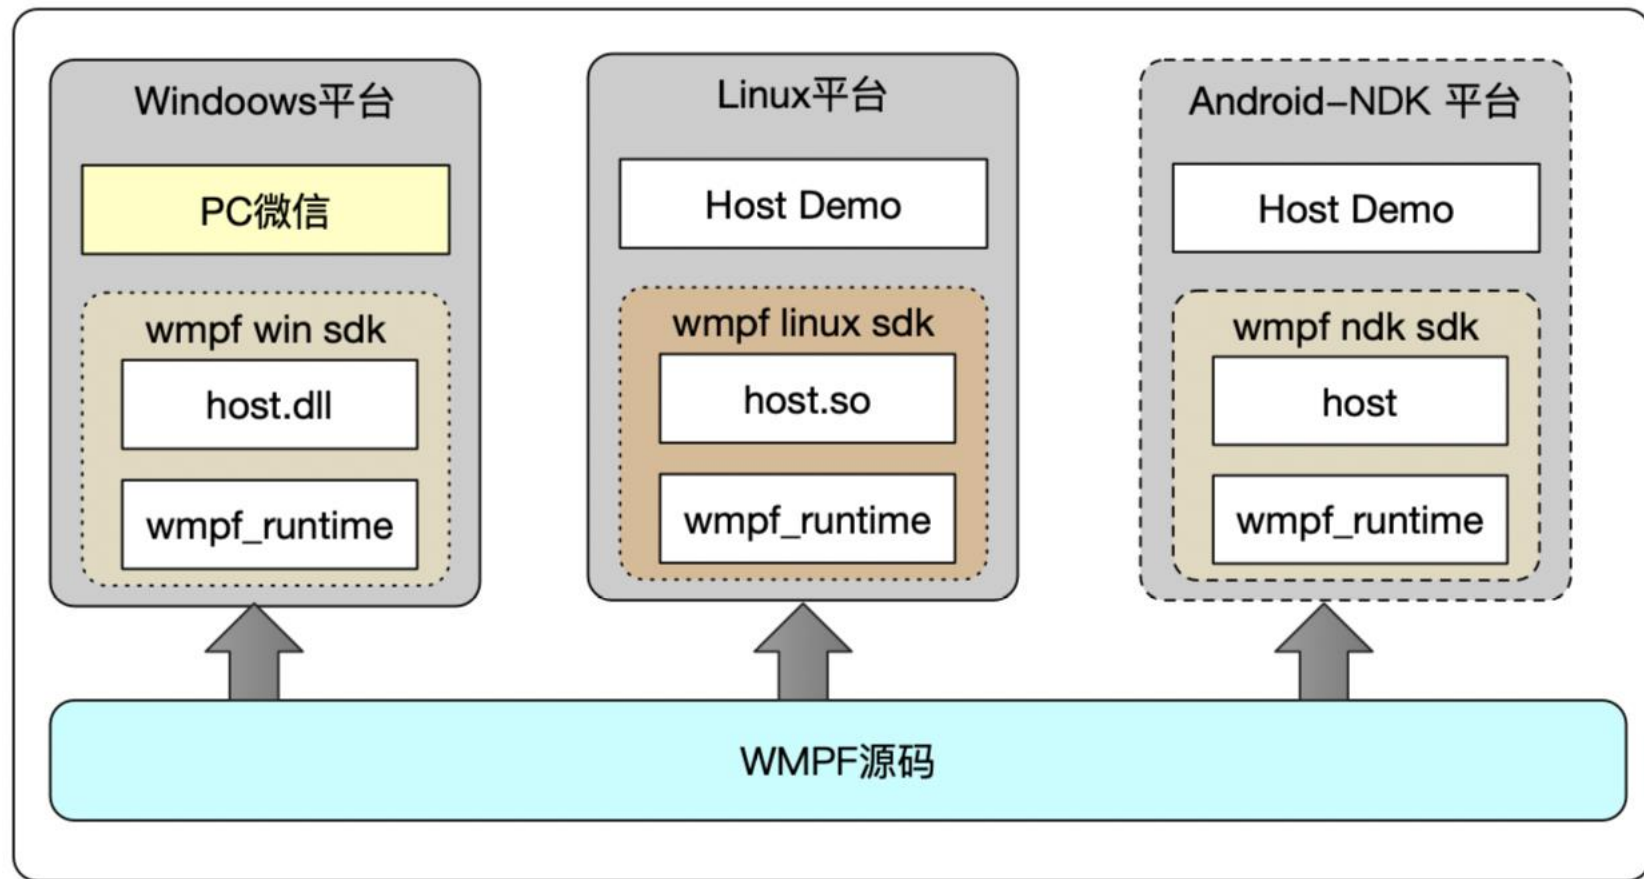 Windoows平台
PC微信
wmpf win sdk
host.dll
wmpf_runtime
Linux平台
Host Demo
wmpf linux sdk
host.so
wmpf_runtime
Android-NDK 平台
Host Demo
wmpf ndk sdk
host
wmpf_runtime
WMPF源码